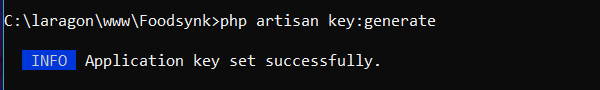 C:\laragon\www\Foodsynk>php artisan key:generate
INFO Application key set successfully.